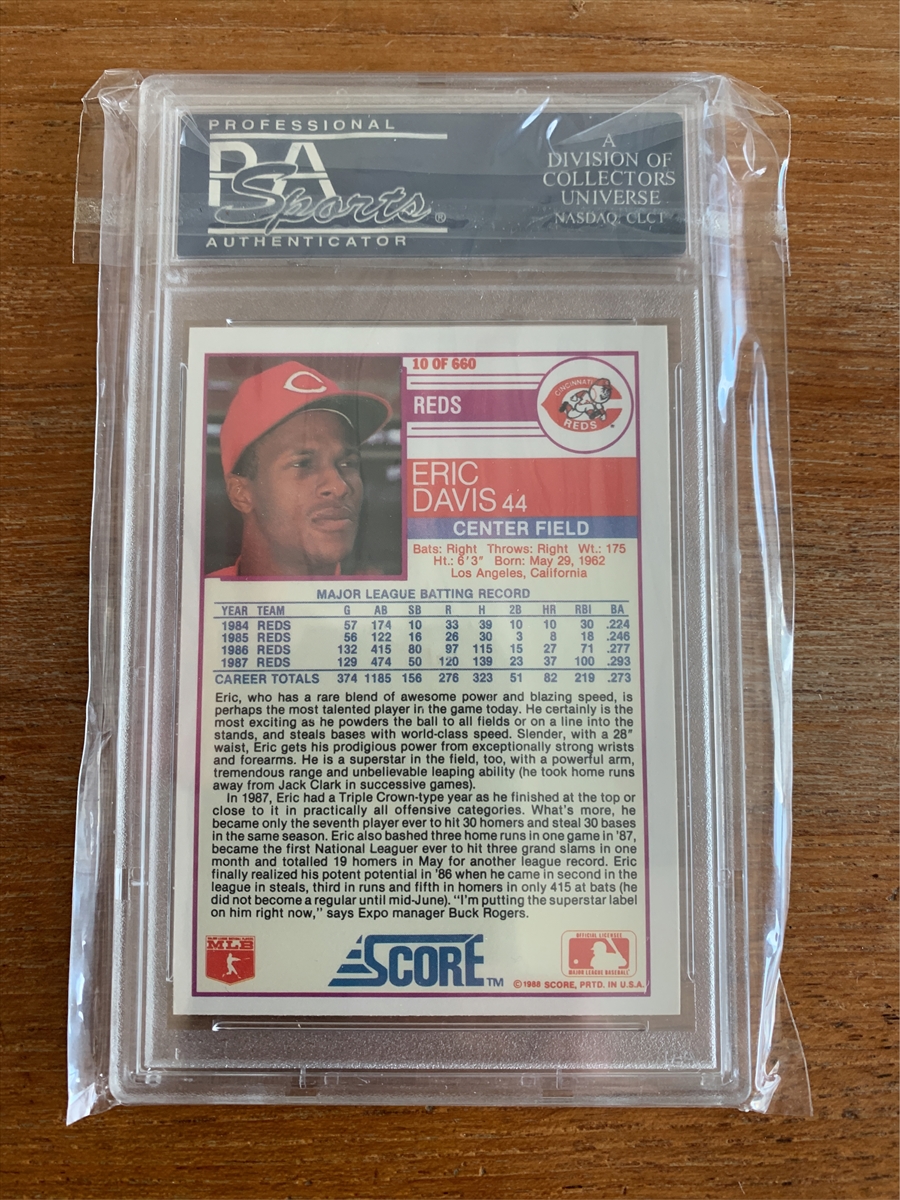 PROFESSIONAL
PSA
Sports®
AUTHENTICATOR
A
DIVISION OF
COLLECTORS
UNIVERSE
NASDAQ: CLCT
10 OF 660
REDS
CINCINNATI
REDS
ERIC
DAVIS 44
CENTER FIELD
Bats: Right Throws: Right Wt.: 175
Ht.: 6'3" Born: May 29, 1962
Los Angeles, California
MAJOR LEAGUE BATTING RECORD
YEAR TEAM G AB SB R H 2B HR RBI BA
1984 REDS 57 174 10 33 39 10 10 30 .224
1985 REDS 56 122 16 26 30 3 8 18 .246
1986 REDS 132 415 80 97 115 15 27 71 .277
1987 REDS 129 474 50 120 139 23 37 100 .293
CAREER TOTALS 374 1185 156 276 323 51 82 219 .273
Eric, who has a rare blend of awesome power and blazing speed, is
perhaps the most talented player in the game today. He certainly is the
most exciting as he powders the ball to all fields or on a line into the
stands, and steals bases with world-class speed. Slender, with a 28"
waist, Eric gets his prodigious power from exceptionally strong wrists
and forearms. He is a superstar in the field, too, with a powerful arm,
tremendous range and unbelievable leaping ability (he took home runs
away from Jack Clark in successive games).
In 1987, Eric had a Triple Crown-type year as he finished at the top or
close to it in practically all offensive categories. What's more, he
became only the seventh player ever to hit 30 homers and steal 30 bases
in the same season. Eric also bashed three home runs in one game in '87,
became the first National Leaguer ever to hit three grand slams in one
month and totalled 19 homers in May for another league record. Eric
finally realized his potent potential in '86 when he came in second in the
league in steals, third in runs and fifth in homers in only 415 at bats (he
did not become a regular until mid-June). "I'm putting the superstar label
on him right now," says Expo manager Buck Rogers.
MLB
SCORE™
OFFICIAL LICENSEE
MAJOR LEAGUE BASEBALL
©1988 SCORE, PRTD. IN U.S.A.